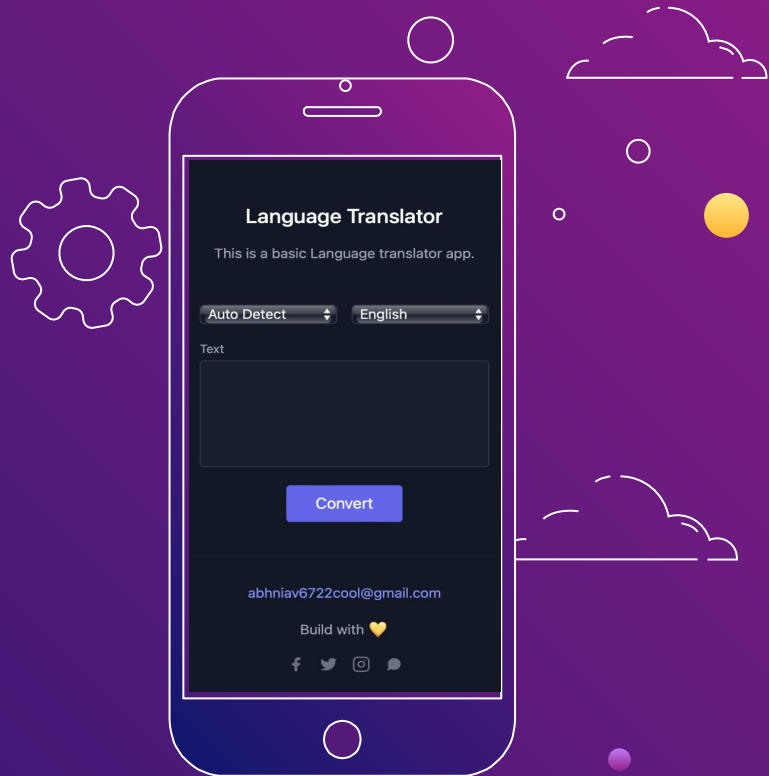 Language Translator
This is a basic Language translator app.
Auto Detect
English
Text
Convert
abhniav6722cool@gmail.com
Build with 💛